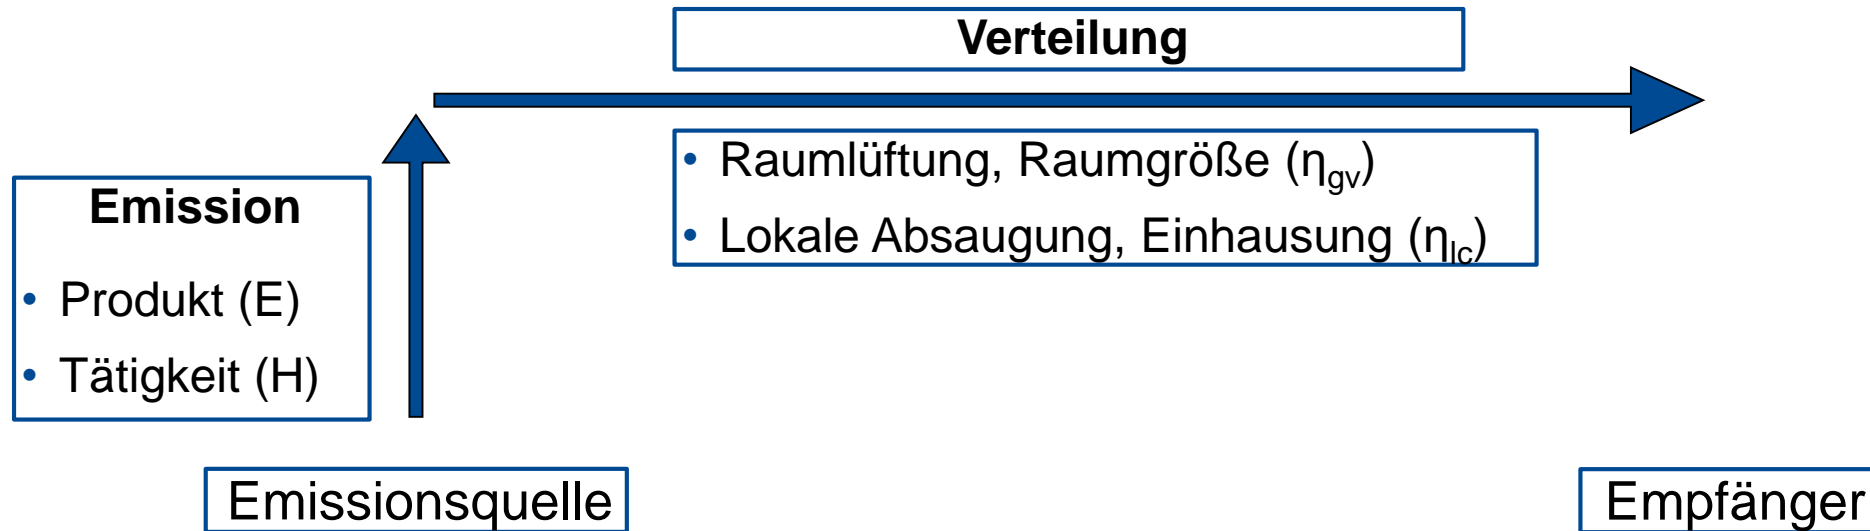 Verteilung
• Raumlüftung, Raumgröße (ηgv)
• Lokale Absaugung, Einhausung (ηlc)
Emission
• Produkt (E)
• Tätigkeit (H)
Emissionsquelle
Empfänger